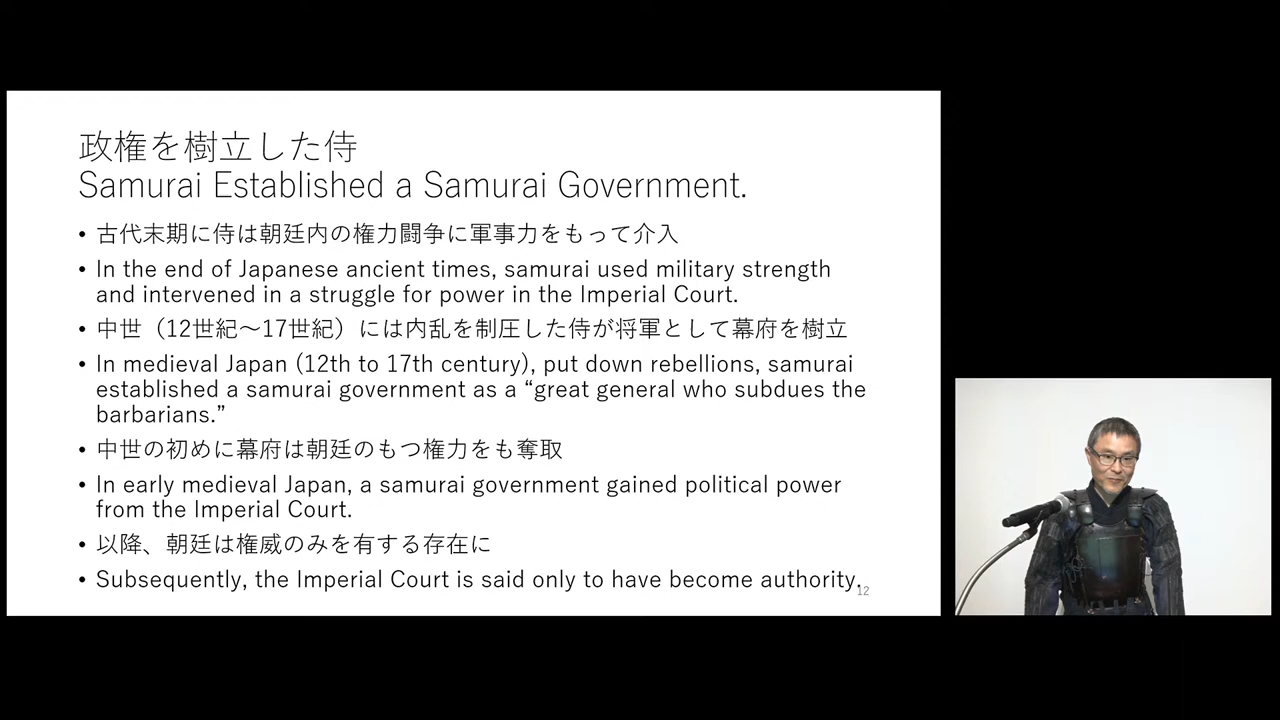 政権を樹立した侍
Samurai Established a Samurai Government.
• 古代末期に侍は朝廷内の権力闘争に軍事力をもって介入
• In the end of Japanese ancient times, samurai used military strength
and intervened in a struggle for power in the Imperial Court.
• 中世（12世紀～17世紀）には内乱を制圧した侍が将軍として幕府を樹立
• In medieval Japan (12th to 17th century), put down rebellions, samurai
established a samurai government as a “great general who subdues the
barbarians.”
• 中世の初めに幕府は朝廷のもつ権力をも奪取
• In early medieval Japan, a samurai government gained political power
from the Imperial Court.
• 以降、朝廷は権威のみを有する存在に
• Subsequently, the Imperial Court is said only to have become authority.
12